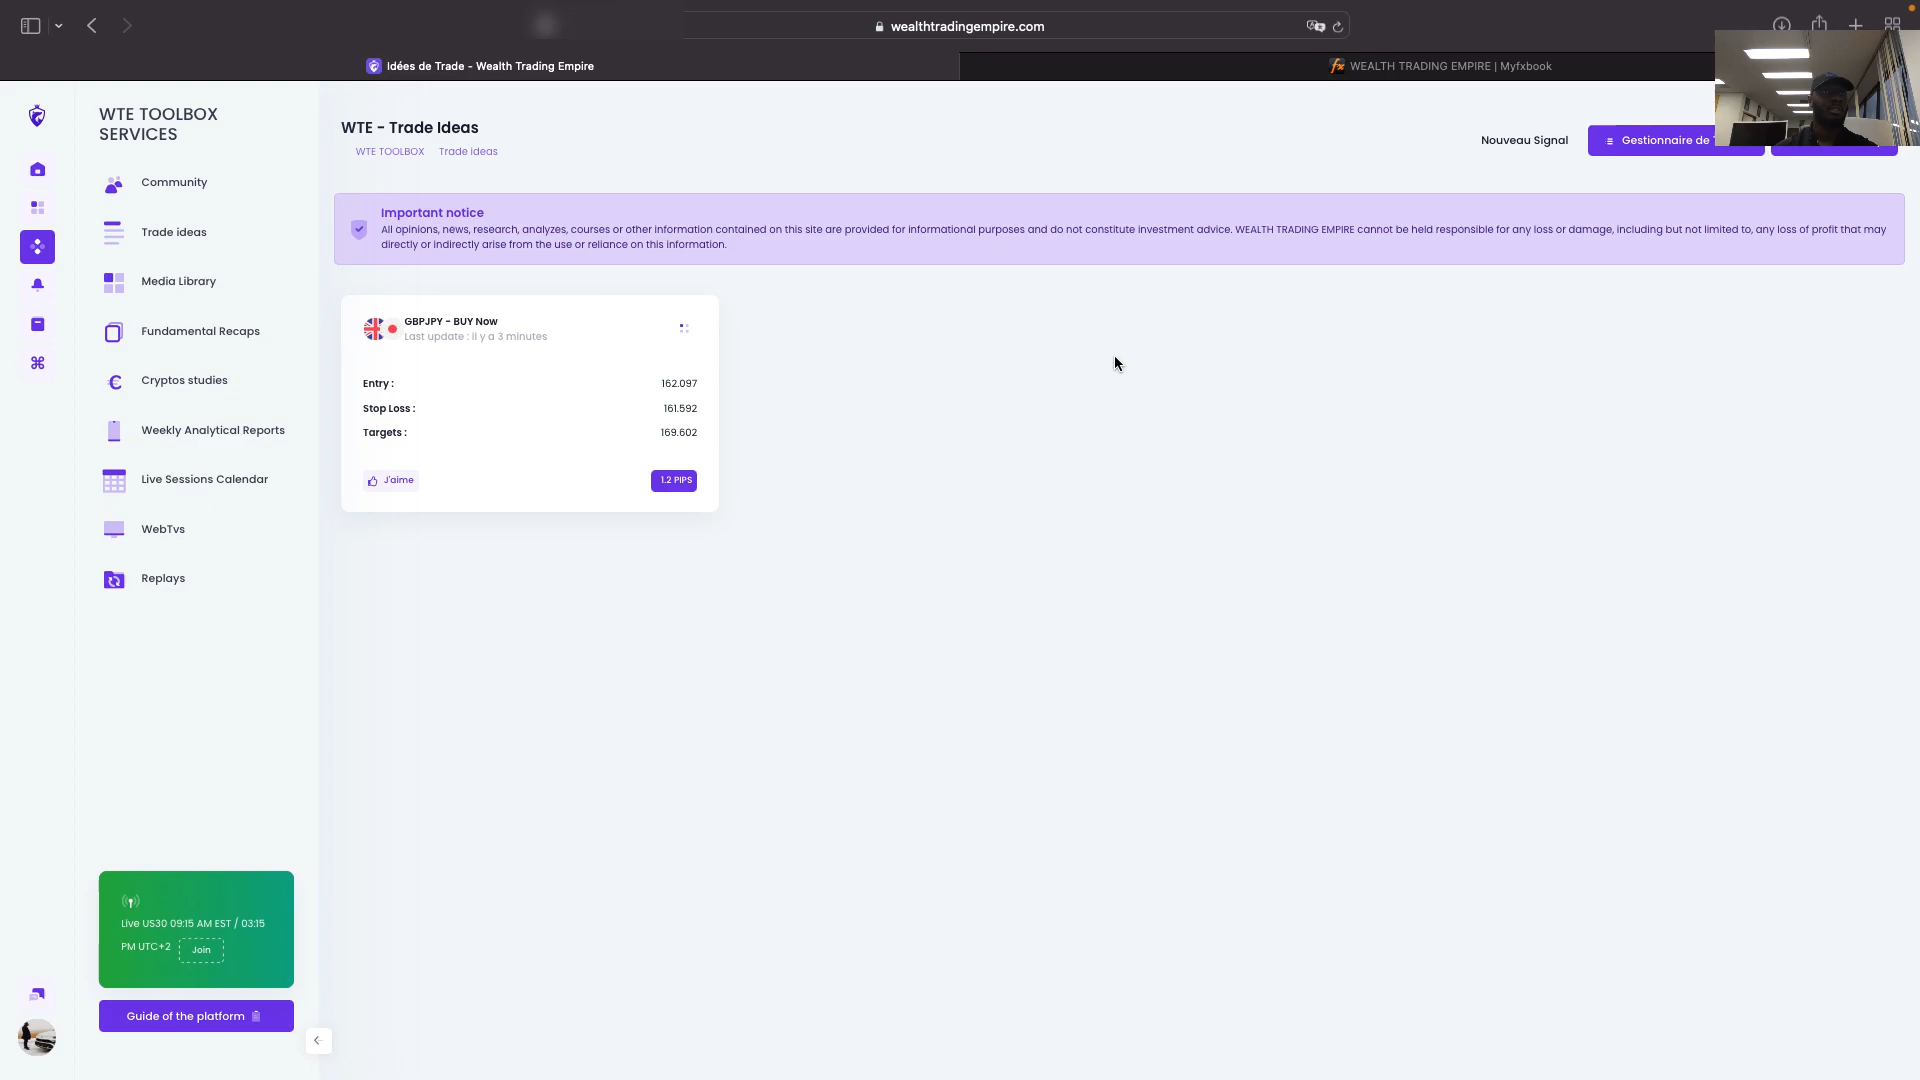 wealthtradingempire.com
Idées de Trade - Wealth Trading Empire
WEALTH TRADING EMPIRE | Myfxbook
WTE TOOLBOX
SERVICES
Community
Trade ideas
Media Library
Fundamental Recaps
Cryptos studies
Weekly Analytical Reports
Live Sessions Calendar
WebTvs
Replays
Live US30 09:15 AM EST / 03:15
PM UTC+2 Join
Guide of the platform
WTE - Trade Ideas
WTE TOOLBOX Trade ideas
Nouveau Signal
Gestionnaire de
Important notice
All opinions, news, research, analyzes, courses or other information contained on this site are provided for informational purposes and do not constitute investment advice. WEALTH TRADING EMPIRE cannot be held responsible for any loss or damage, including but not limited to, any loss of profit that may
directly or indirectly arise from the use or reliance on this information.
GBPJPY - BUY Now
Last update : il y a 3 minutes
Entry : 162.097
Stop Loss : 161.592
Targets : 169.602
J'aime 1.2 PIPS